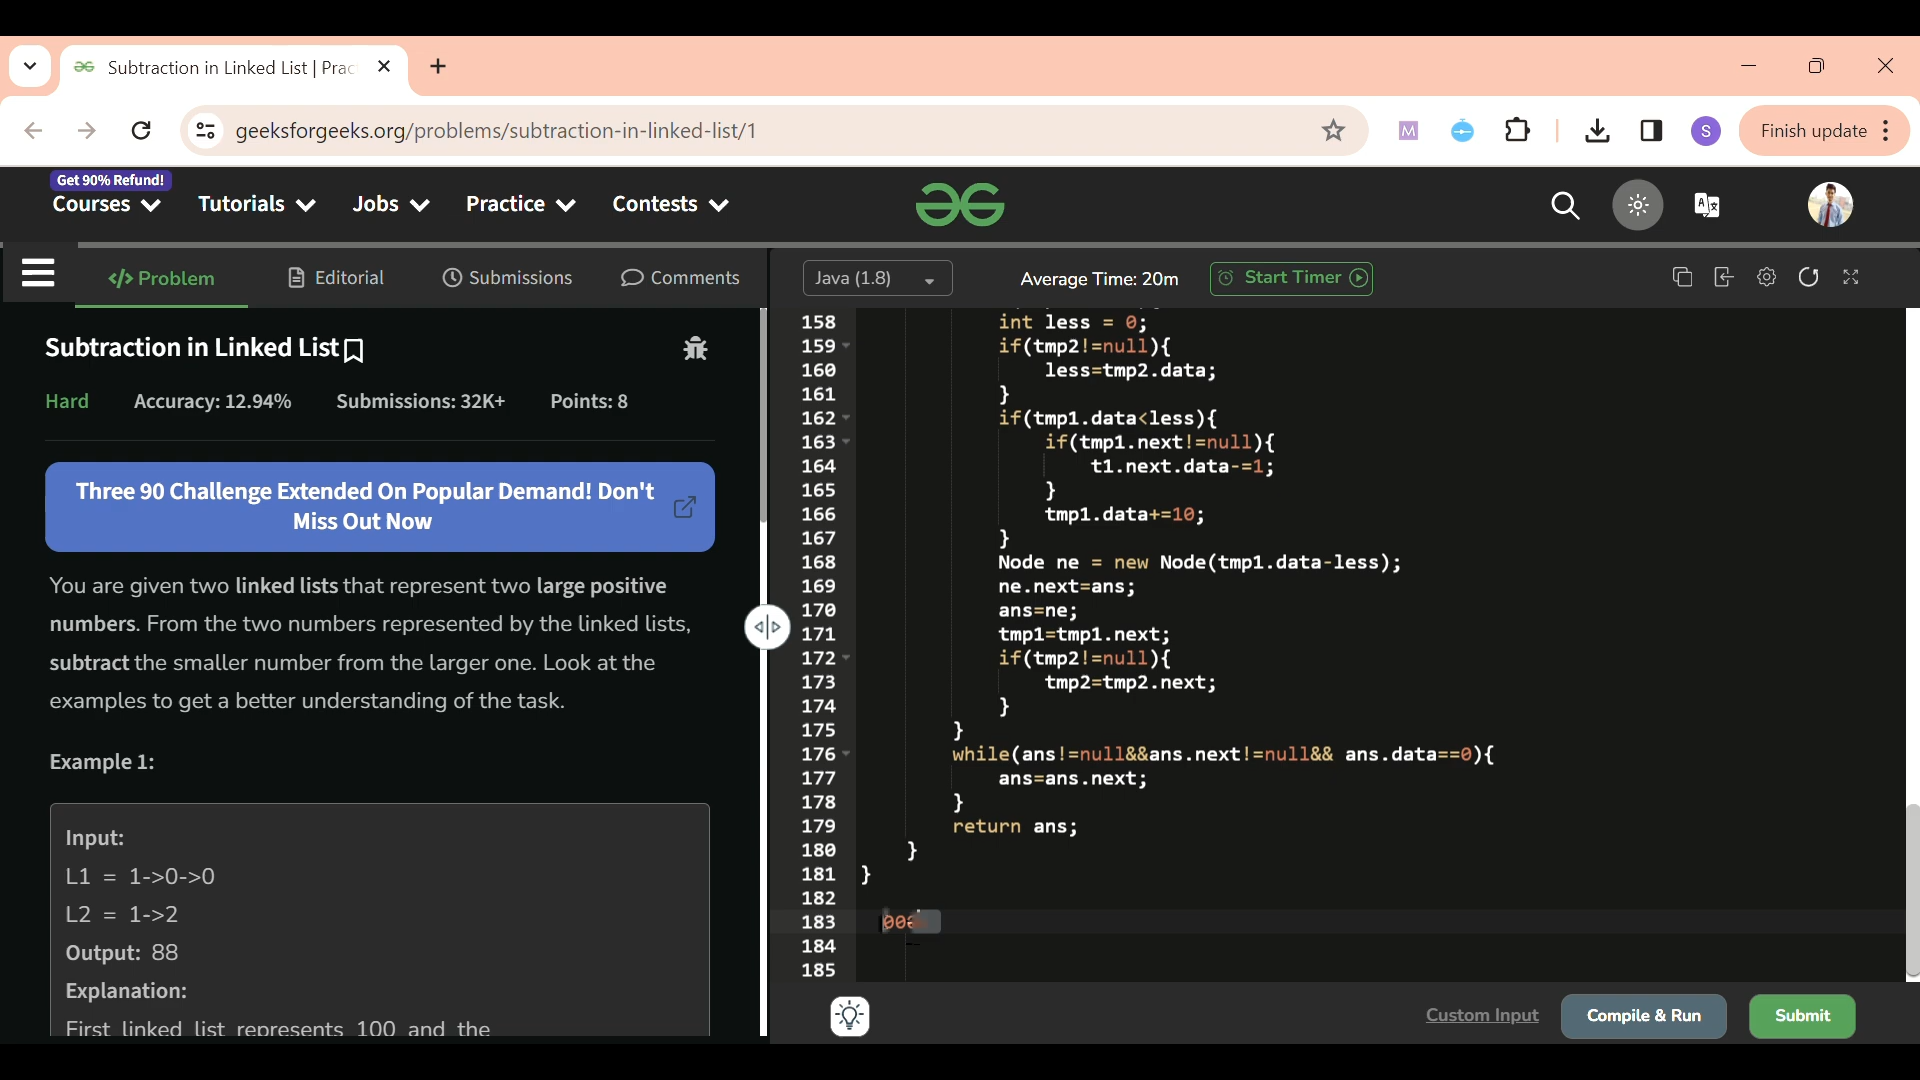 Subtraction in Linked List | Prac
geeksforgeeks.org/problems/subtraction-in-linked-list/1
M
S
Finish update
Get 90% Refund!
Courses
Tutorials
Jobs
Practice
Contests
</> Problem
Editorial
Submissions
Comments
Java (1.8)
Average Time: 20m
Start Timer
Subtraction in Linked List
Hard Accuracy: 12.94% Submissions: 32K+ Points: 8
Three 90 Challenge Extended On Popular Demand! Don't
Miss Out Now
You are given two linked lists that represent two large positive
numbers. From the two numbers represented by the linked lists,
subtract the smaller number from the larger one. Look at the
examples to get a better understanding of the task.
Example 1:
Input:
L1 = 1->0->0
L2 = 1->2
Output: 88
Explanation:
First linked list represents 100 and the
158 int less = 0;
159 if(tmp2!=null){
160 less=tmp2.data;
161 }
162 if(tmp1.data<less){
163 if(tmp1.next!=null){
164 t1.next.data-=1;
165 }
166 tmp1.data+=10;
167 }
168 Node ne = new Node(tmp1.data-less);
169 ne.next=ans;
170 ans=ne;
171 tmp1=tmp1.next;
172 if(tmp2!=null){
173 tmp2=tmp2.next;
174 }
175 }
176 while(ans!=null&&ans.next!=null&& ans.data==0){
177 ans=ans.next;
178 }
179 return ans;
180 }
181 }
182
183
184
185
Custom Input
Compile & Run
Submit